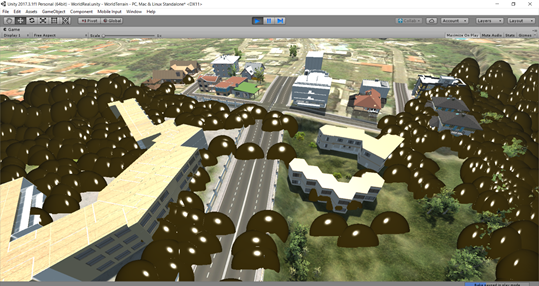 Unity 2017.3.1f1 Personal (64bit) - WorldReal.unity - WorldTerrain - PC, Mac & Linux Standalone* <DX11>
File Edit Assets GameObject Component Mobile Input Window Help
Pivot Global Collab Account Layers Layout
Game
Display 1 Free Aspect Scale 1x Maximize On Play Mute Audio Stats Gizmos